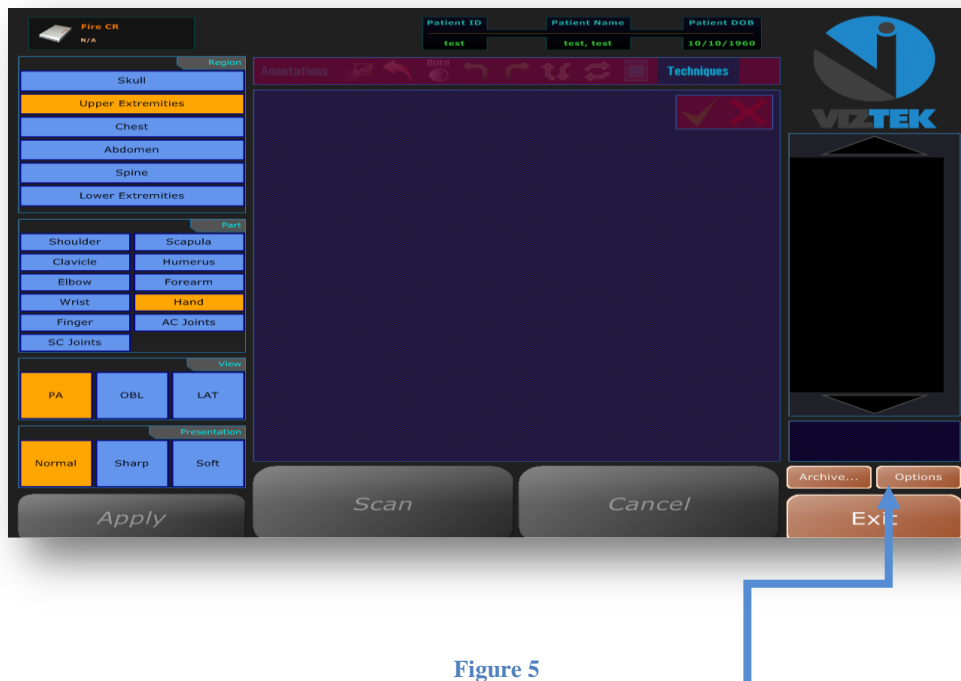 Fire CR
N/A
Patient ID
Patient Name
Patient DOB
test
test, test
10/10/1960
Region
Skull
Upper Extremities
Chest
Abdomen
Spine
Lower Extremities
Part
Shoulder
Scapula
Clavicle
Humerus
Elbow
Forearm
Wrist
Hand
Finger
AC Joints
SC Joints
View
PA
OBL
LAT
Presentation
Normal
Sharp
Soft
Apply
Annotations
Undo
Techniques
Scan
Cancel
VIZTEK
Archive...
Options
Exit
Figure 5